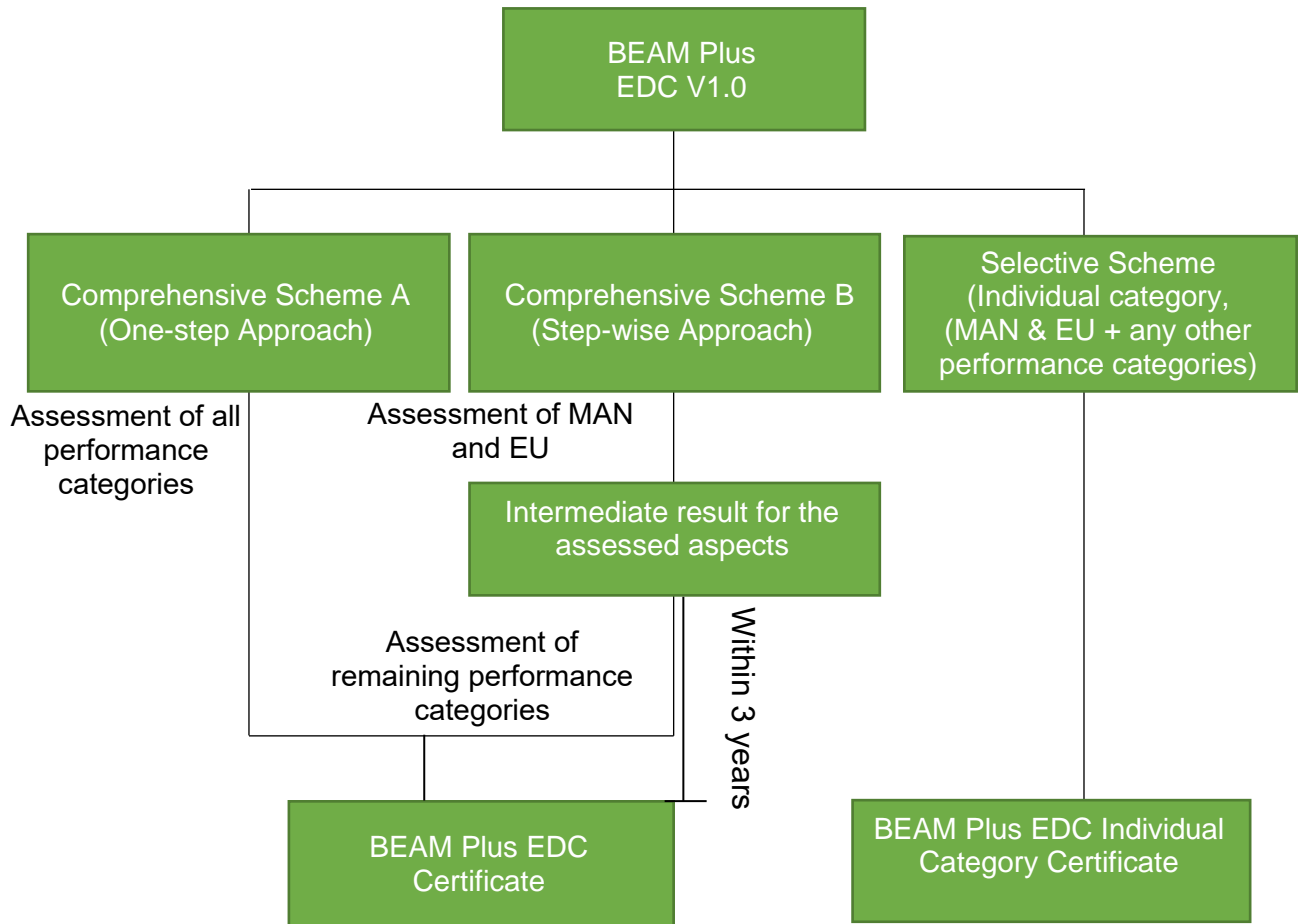 BEAM Plus
EDC V1.0
Comprehensive Scheme A
(One-step Approach)
Comprehensive Scheme B
(Step-wise Approach)
Selective Scheme
(Individual category,
(MAN & EU + any other
performance categories)
Assessment of all
performance
categories
Assessment of MAN
and EU
Intermediate result for the
assessed aspects
Assessment of
remaining performance
categories
Within 3 years
BEAM Plus EDC
Certificate
BEAM Plus EDC Individual
Category Certificate